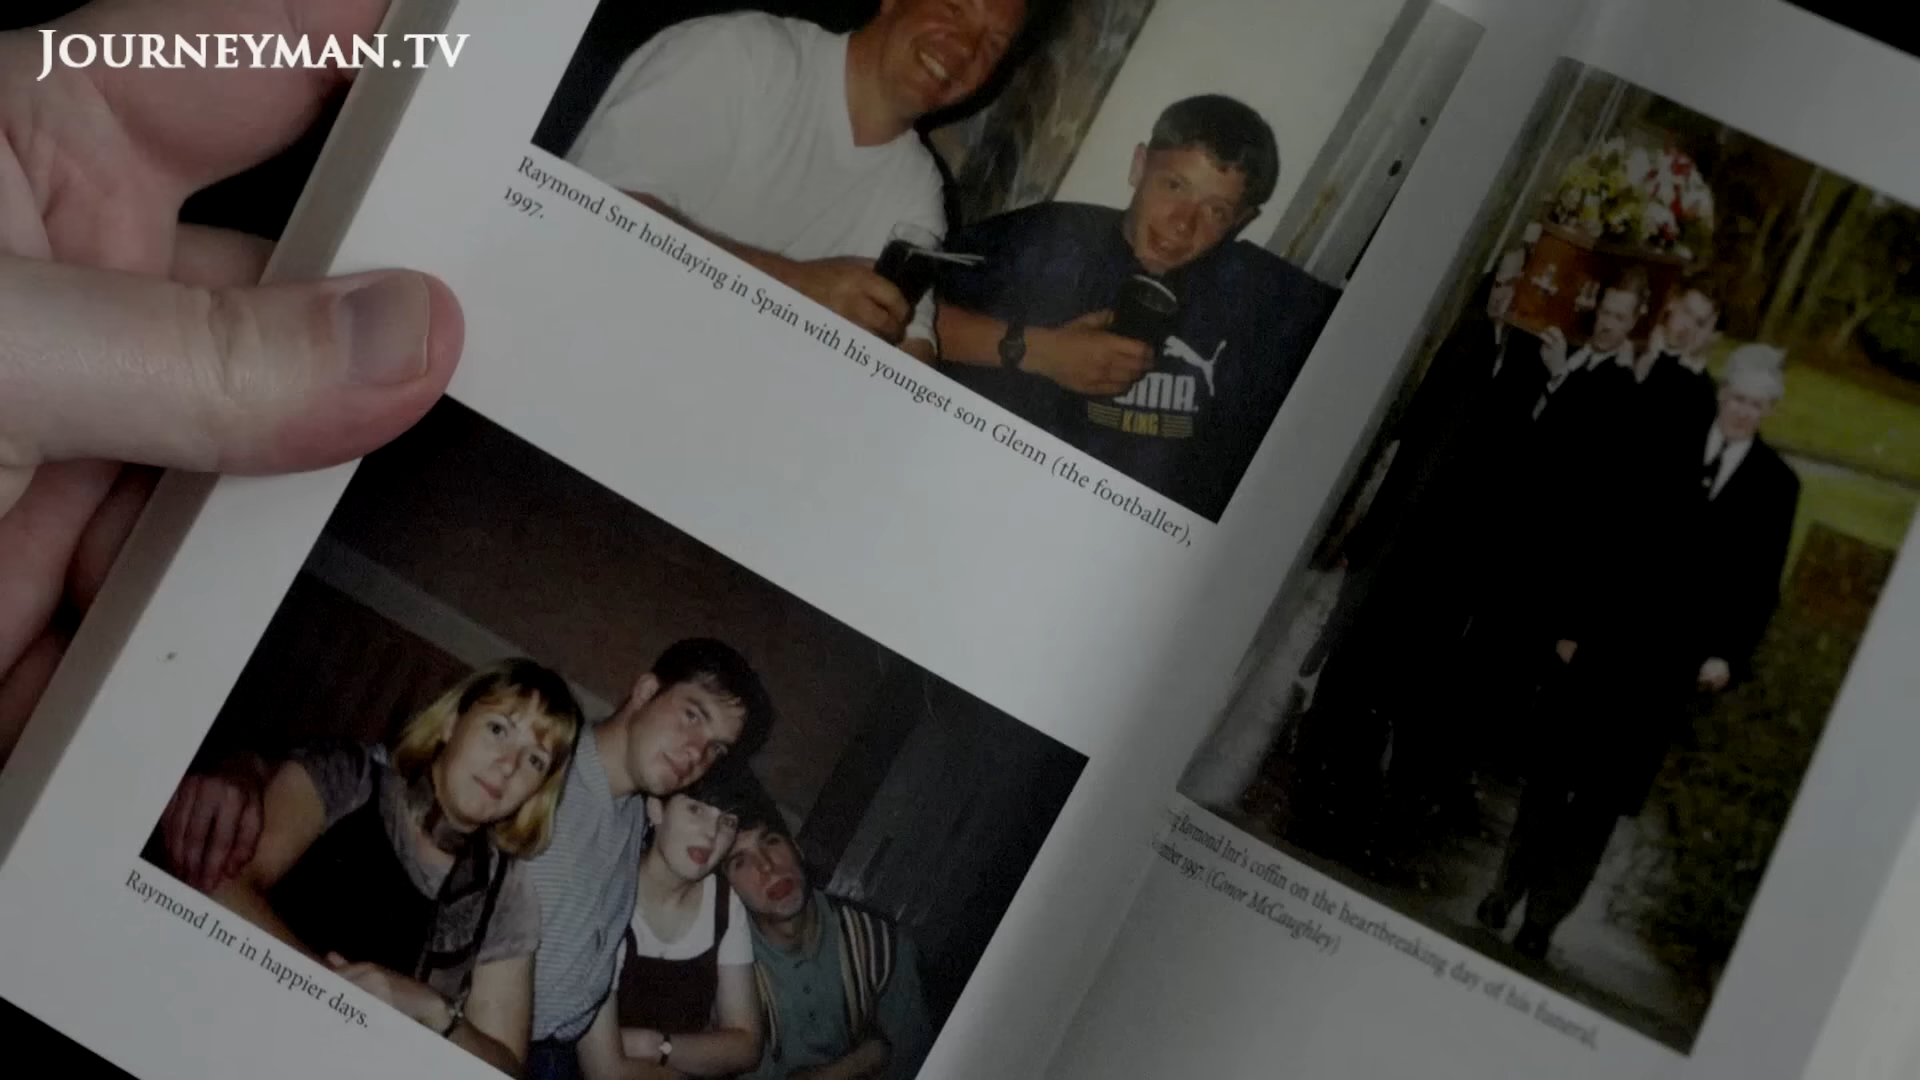 JOURNEYMAN.TV
Raymond Snr holidaying in Spain with his youngest son Glenn (the footballer),
1997.
PUMA
KING
Raymond Jnr in happier days.
Raymond Jnr's coffin on the heartbreaking day of his funeral,
1997. (Conor McCaughley)